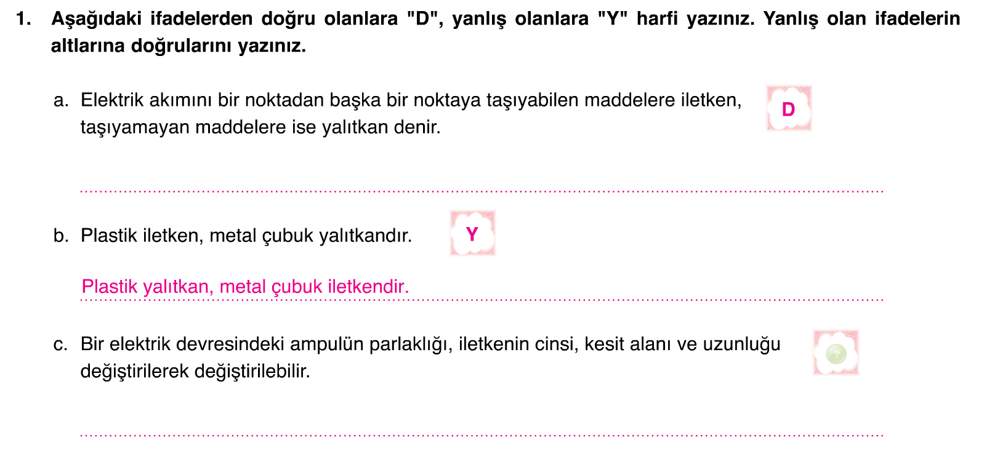 1. Aşağıdaki ifadelerden doğru olanlara "D", yanlış olanlara "Y" harfi yazınız. Yanlış olan ifadelerin
altlarına doğrularını yazınız.
a. Elektrik akımını bir noktadan başka bir noktaya taşıyabilen maddelere iletken,
taşıyamayan maddelere ise yalıtkan denir.
D
b. Plastik iletken, metal çubuk yalıtkandır.
Y
Plastik yalıtkan, metal çubuk iletkendir.
c. Bir elektrik devresindeki ampulün parlaklığı, iletkenin cinsi, kesit alanı ve uzunluğu
değiştirilerek değiştirilebilir.
?